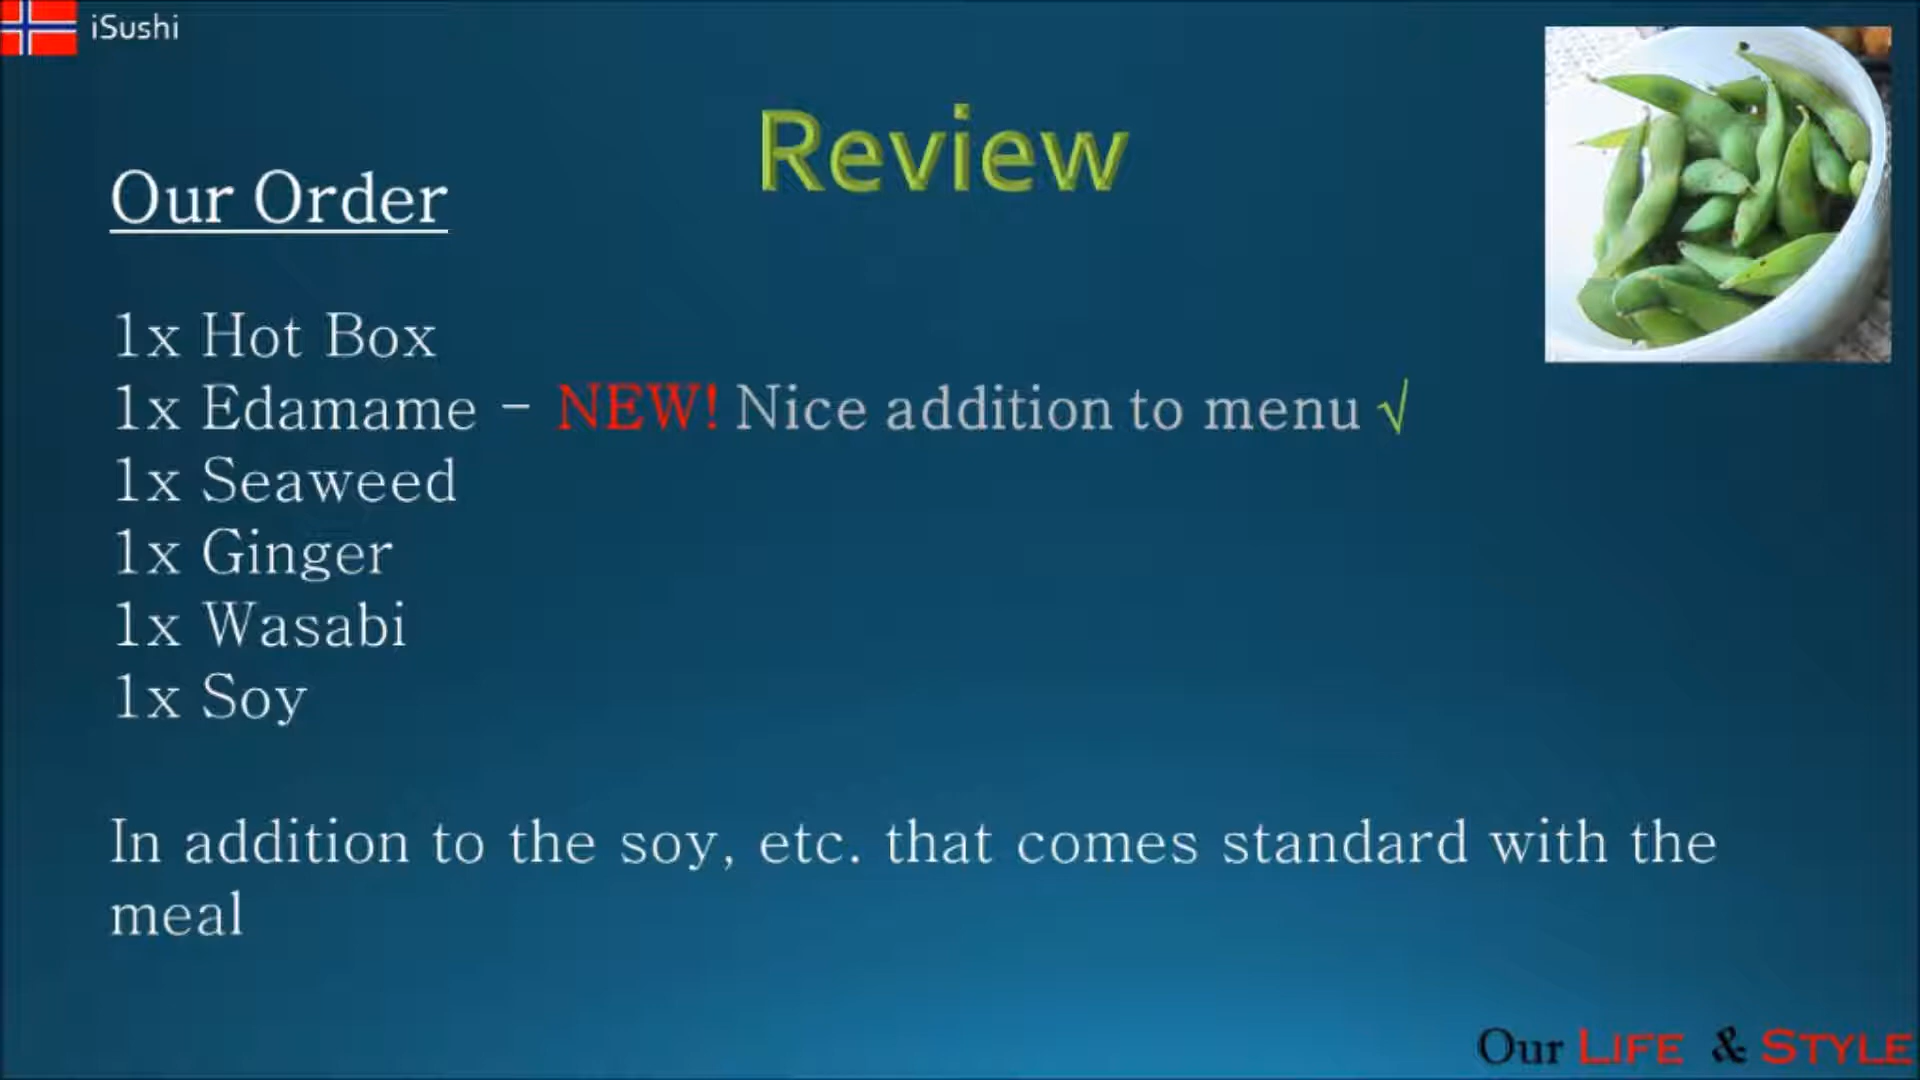 iSushi
Review
Our Order
1x Hot Box
1x Edamame - NEW! Nice addition to menu √
1x Seaweed
1x Ginger
1x Wasabi
1x Soy
In addition to the soy, etc. that comes standard with the
meal
Our LIFE & STYLE